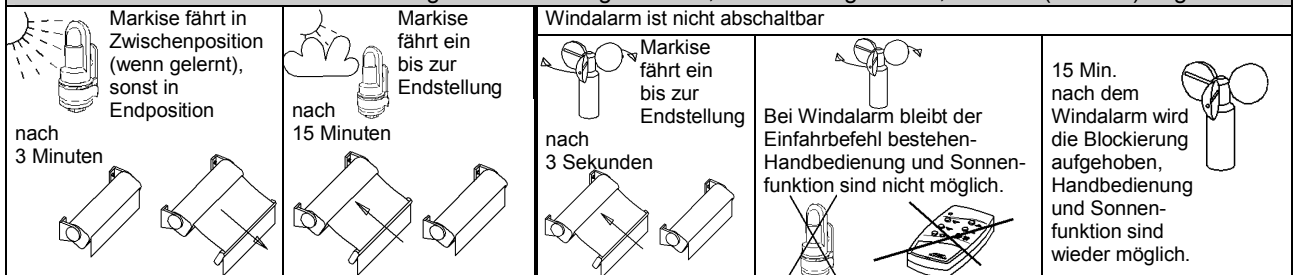 Markise fährt in
Zwischenposition
(wenn gelernt),
sonst in
Endposition
nach
3 Minuten
Markise
fährt ein
bis zur
Endstellung
nach
15 Minuten
Windalarm ist nicht abschaltbar
Markise
fährt ein
bis zur
Endstellung
nach
3 Sekunden
Bei Windalarm bleibt der
Einfahrbefehl bestehen-
Handbedienung und Sonnen-
funktion sind nicht möglich.
15 Min.
nach dem
Windalarm wird
die Blockierung
aufgehoben,
Handbedienung
und Sonnen-
funktion sind
wieder möglich.